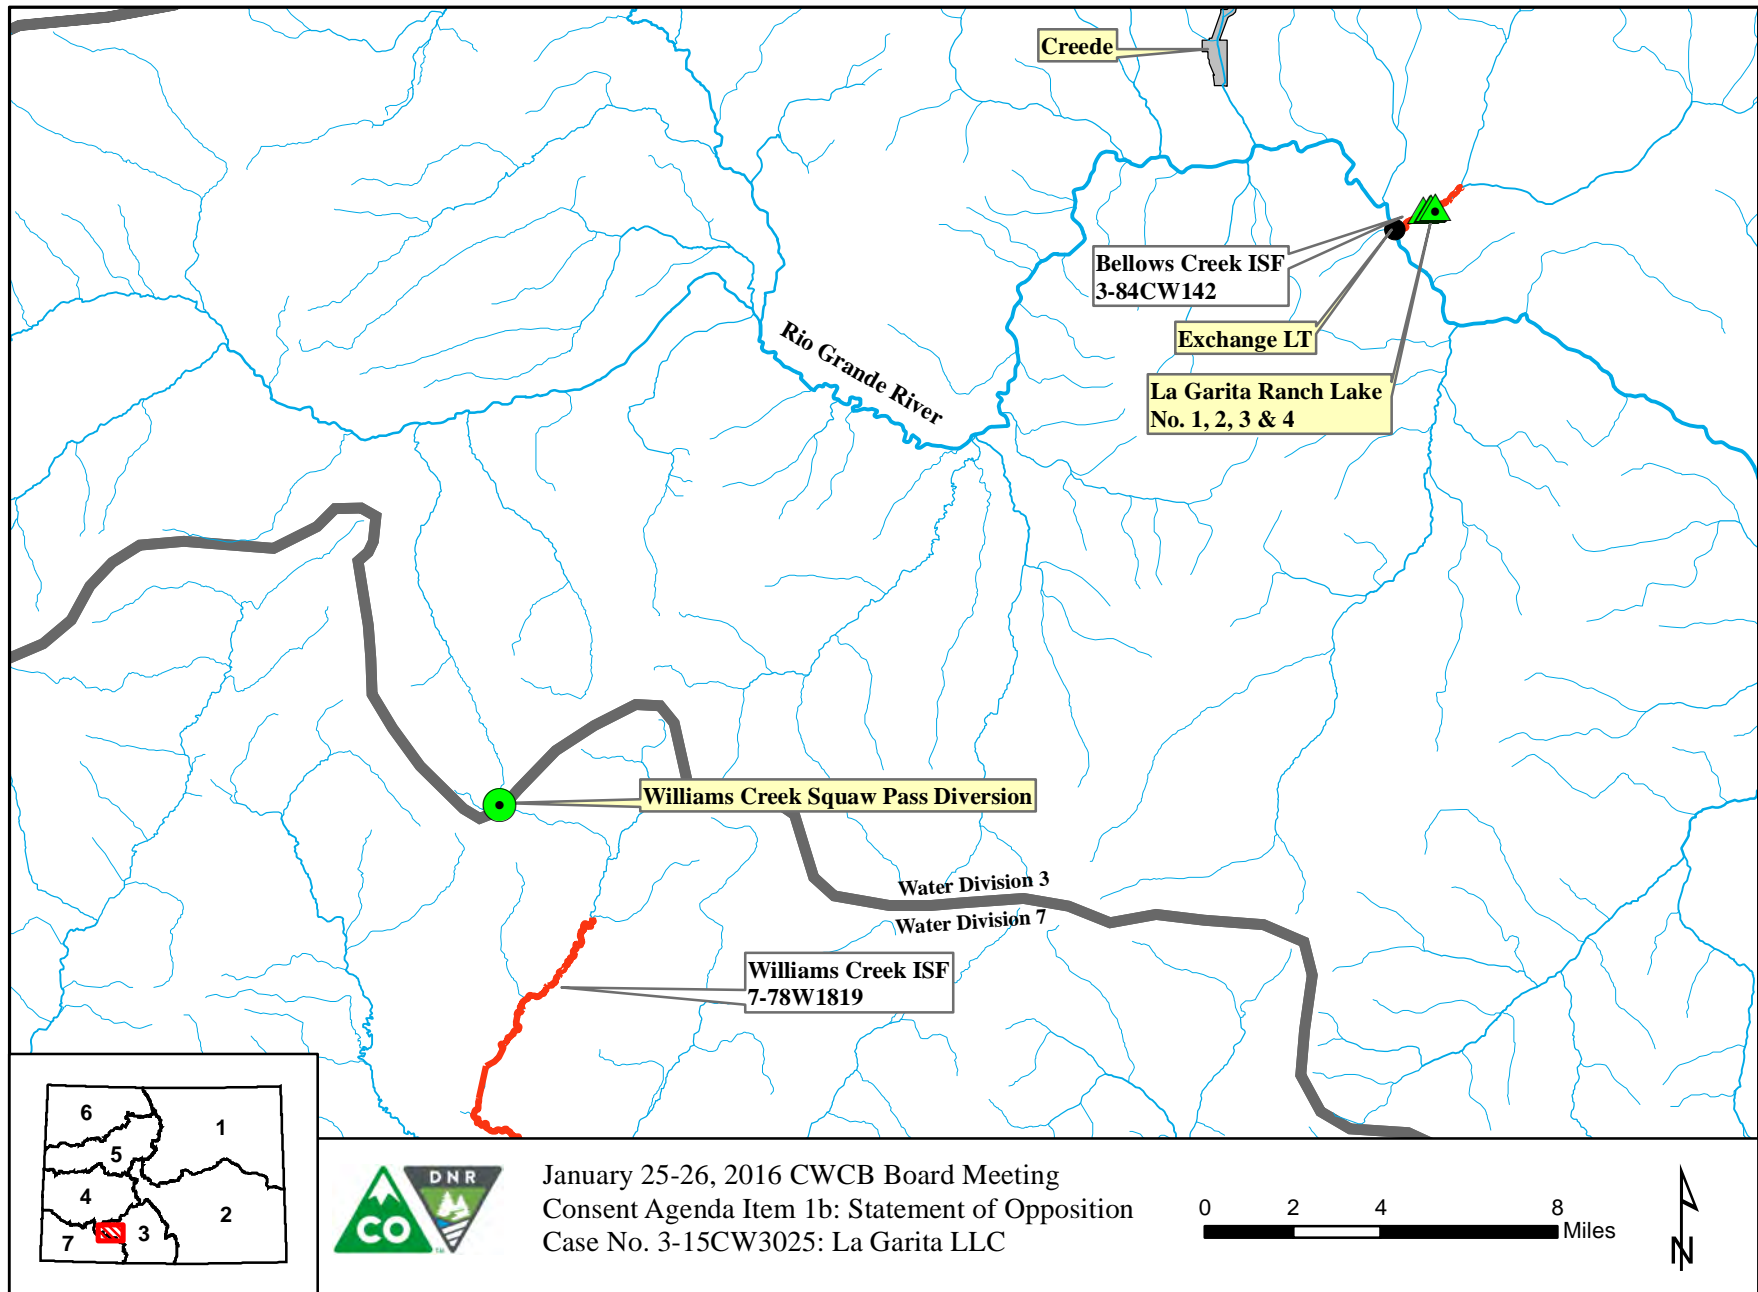 Creede
Bellows Creek ISF
3-84CW142
Exchange LT
La Garita Ranch Lake
No. 1, 2, 3 & 4
Rio Grande River
Williams Creek Squaw Pass Diversion
Water Division 3
Water Division 7
Williams Creek ISF
7-78W1819
6
1
5
4
2
3
7
CO
TM
DNR
January 25-26, 2016 CWCB Board Meeting
Consent Agenda Item 1b: Statement of Opposition
Case No. 3-15CW3025: La Garita LLC
0 2 4 8
Miles
N